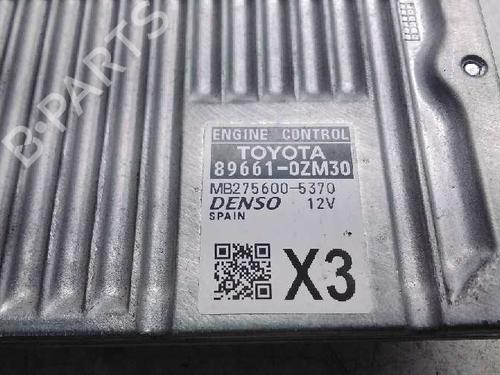 B-PARTS
ENGINE CONTROL
TOYOTA
89661-0ZM30
MB275600-5370
DENSO 12V
SPAIN
X3